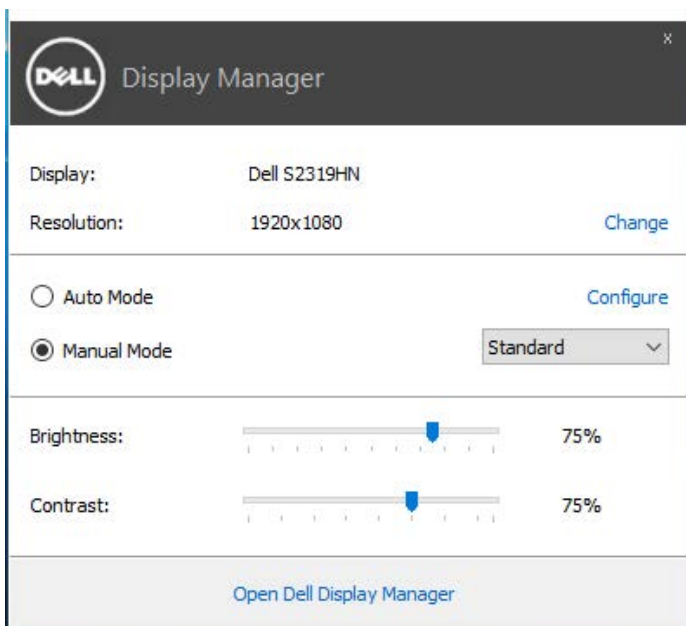 DELL Display Manager x
Display: Dell S2319HN
Resolution: 1920x1080 Change
Auto Mode Configure
Manual Mode Standard
Brightness: 75%
Contrast: 75%
Open Dell Display Manager